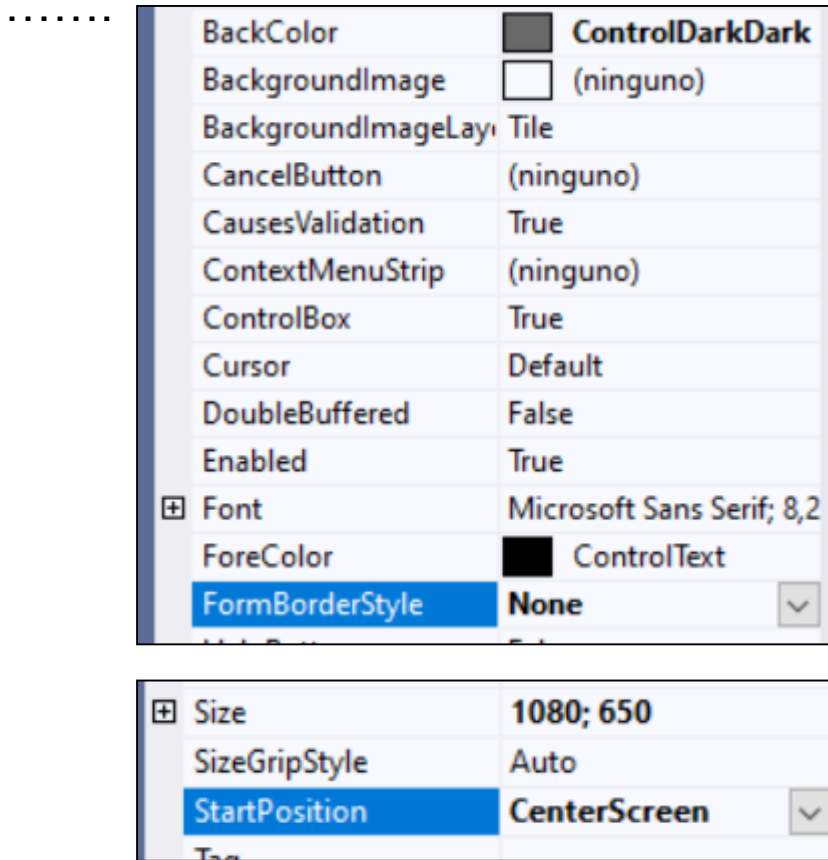 .......
BackColor ControlDarkDark
BackgroundImage (ninguno)
BackgroundImageLay Tile
CancelButton (ninguno)
CausesValidation True
ContextMenuStrip (ninguno)
ControlBox True
Cursor Default
DoubleBuffered False
Enabled True
Font Microsoft Sans Serif; 8,2
ForeColor ControlText
FormBorderStyle None
Size 1080; 650
SizeGripStyle Auto
StartPosition CenterScreen